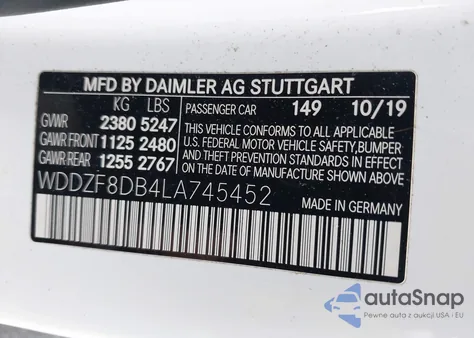 MFD BY DAIMLER AG STUTTGART
KG LBS
PASSENGER CAR 149 10/19
GVWR 2380 5247
GAWR FRONT 1125 2480
GAWR REAR 1255 2767
THIS VEHICLE CONFORMS TO ALL APPLICABLE
U.S. FEDERAL MOTOR VEHICLE SAFETY,BUMPER
AND THEFT PREVENTION STANDARDS IN EFFECT
ON THE DATE OF MANUFACTURE SHOWN ABOVE
WDDZF8DB4LA745452
MADE IN GERMANY
autoSnap
Pewne auta z aukcji USA i EU